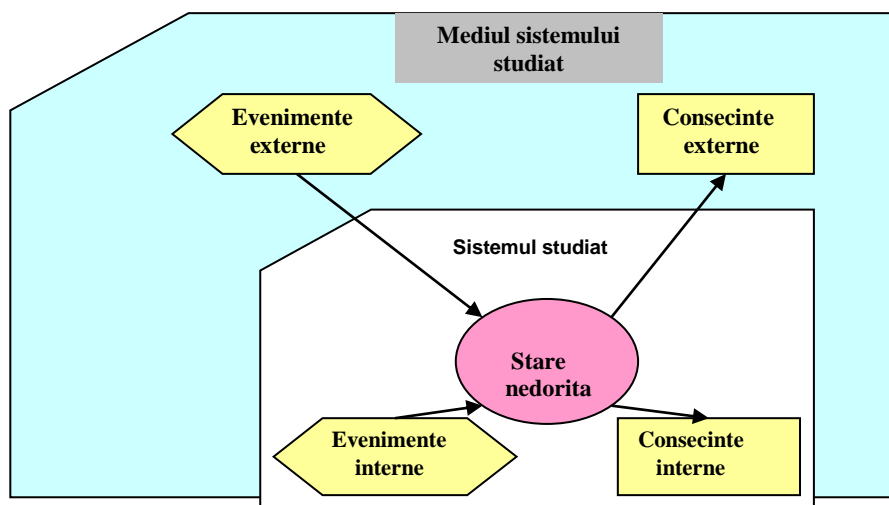 Mediul sistemului
studiat
Evenimente
externe
Consecinte
externe
Sistemul studiat
Stare
nedorita
Evenimente
interne
Consecinte
interne